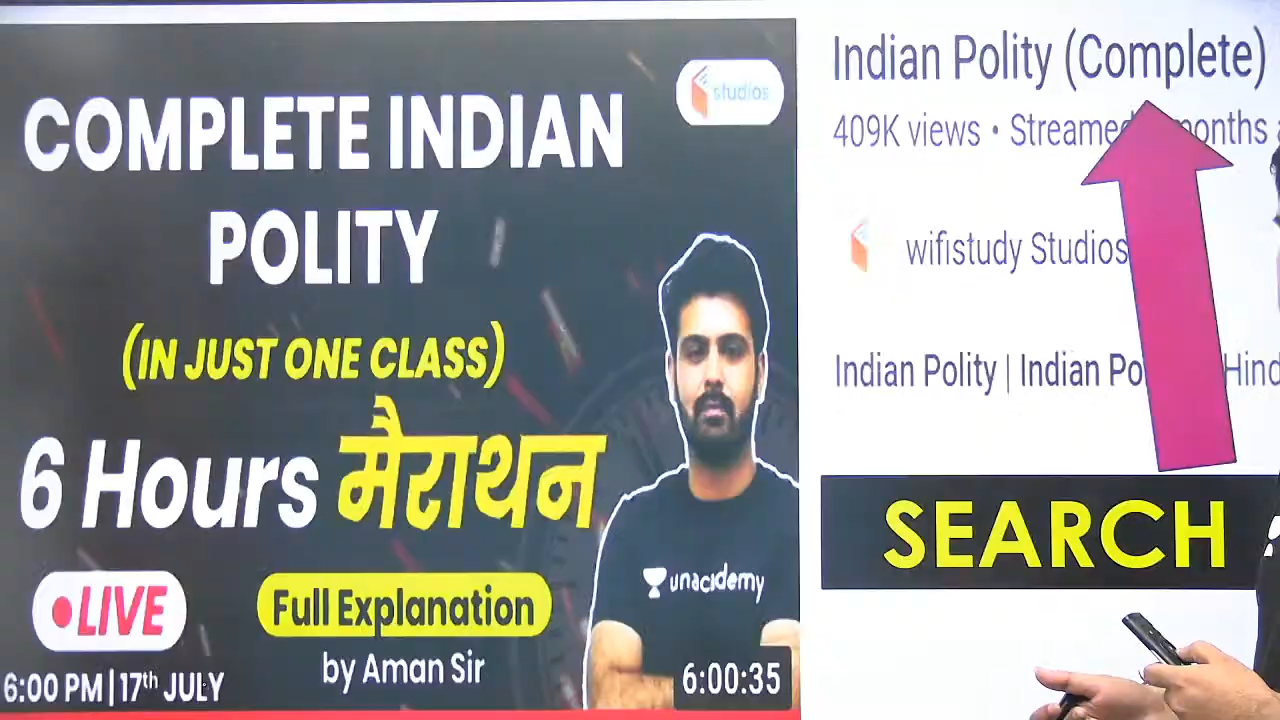 COMPLETE INDIAN
POLITY
(IN JUST ONE CLASS)
6 Hours मैराथन
LIVE
Full Explanation
by Aman Sir
6:00 PM | 17th JULY
studios
unacademy
6:00:35
Indian Polity (Complete)
409K views • Streamed months
wifistudy Studios
Indian Polity | Indian
SEARCH